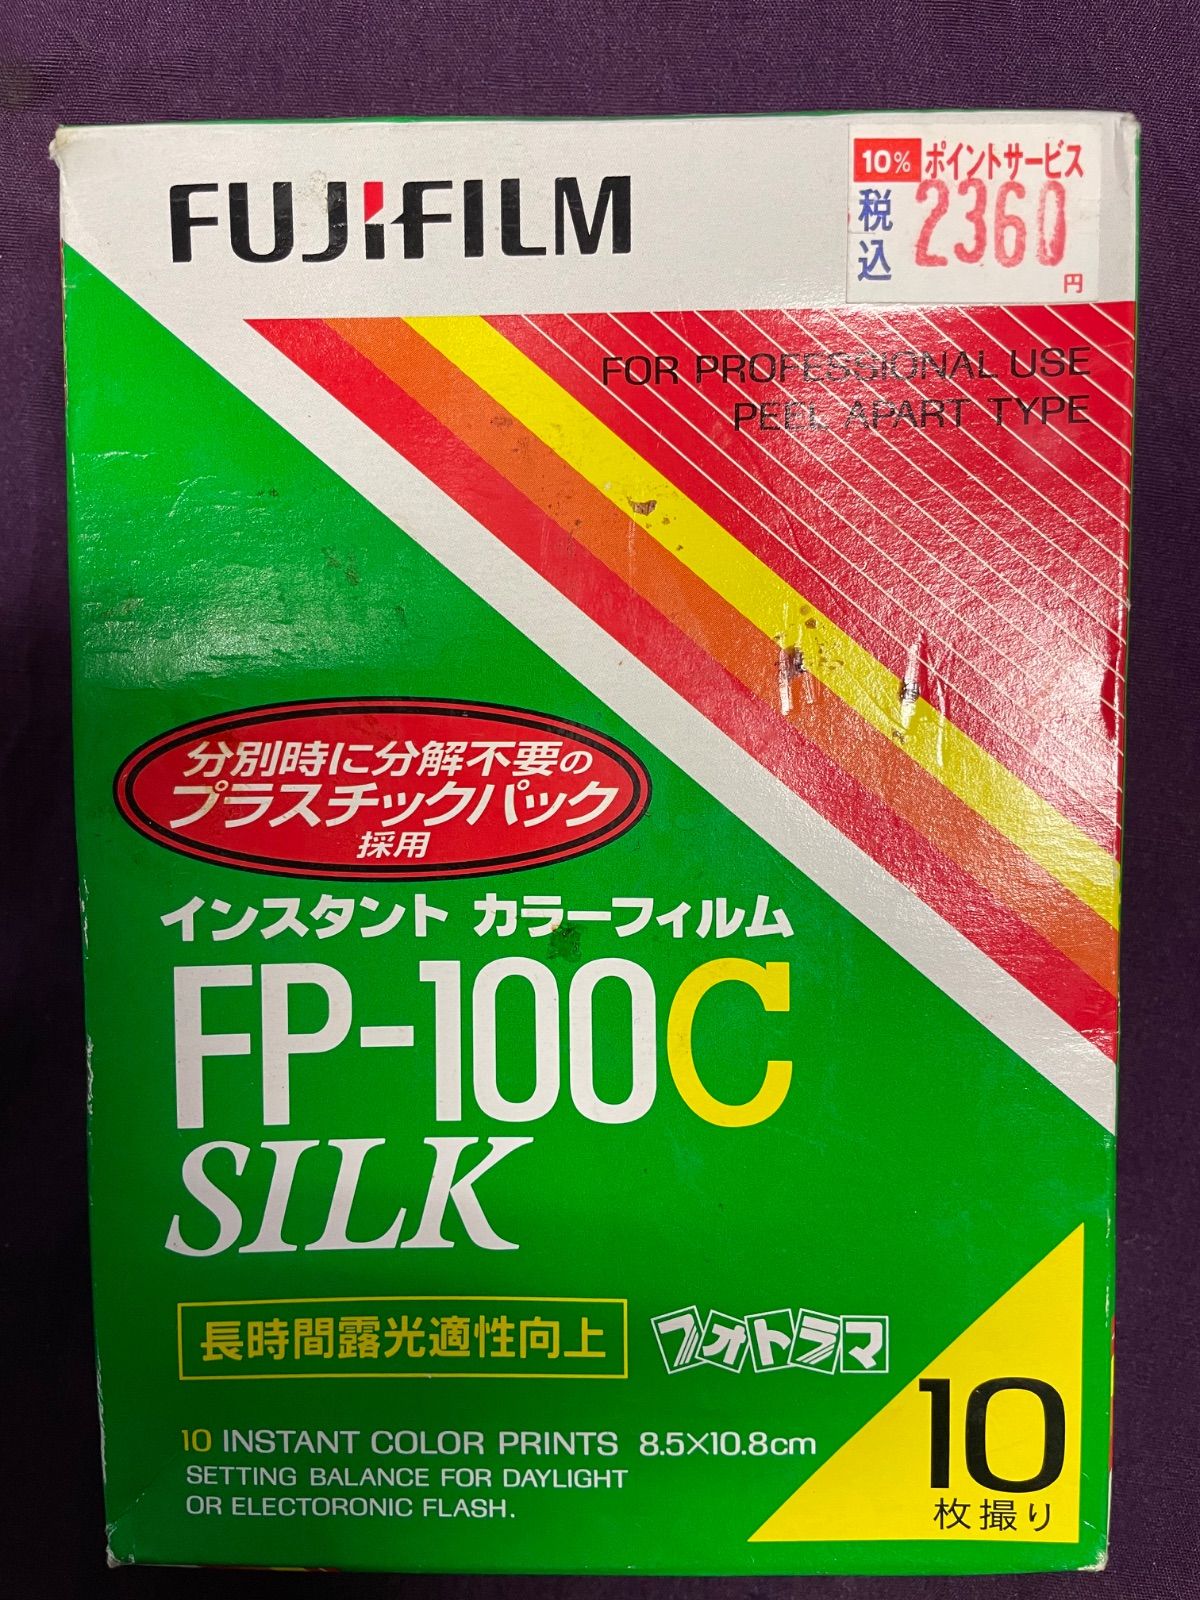 FUJIFILM
10% ポイントサービス
税込 2360円
FOR PROFESSIONAL USE
PEEL APART TYPE
分別時に分解不要の
プラスチックパック
採用
インスタント カラーフィルム
FP-100C
SILK
長時間露光適性向上
フォトラマ
10 INSTANT COLOR PRINTS 8.5×10.8cm
SETTING BALANCE FOR DAYLIGHT
OR ELECTORONIC FLASH.
10
枚撮り